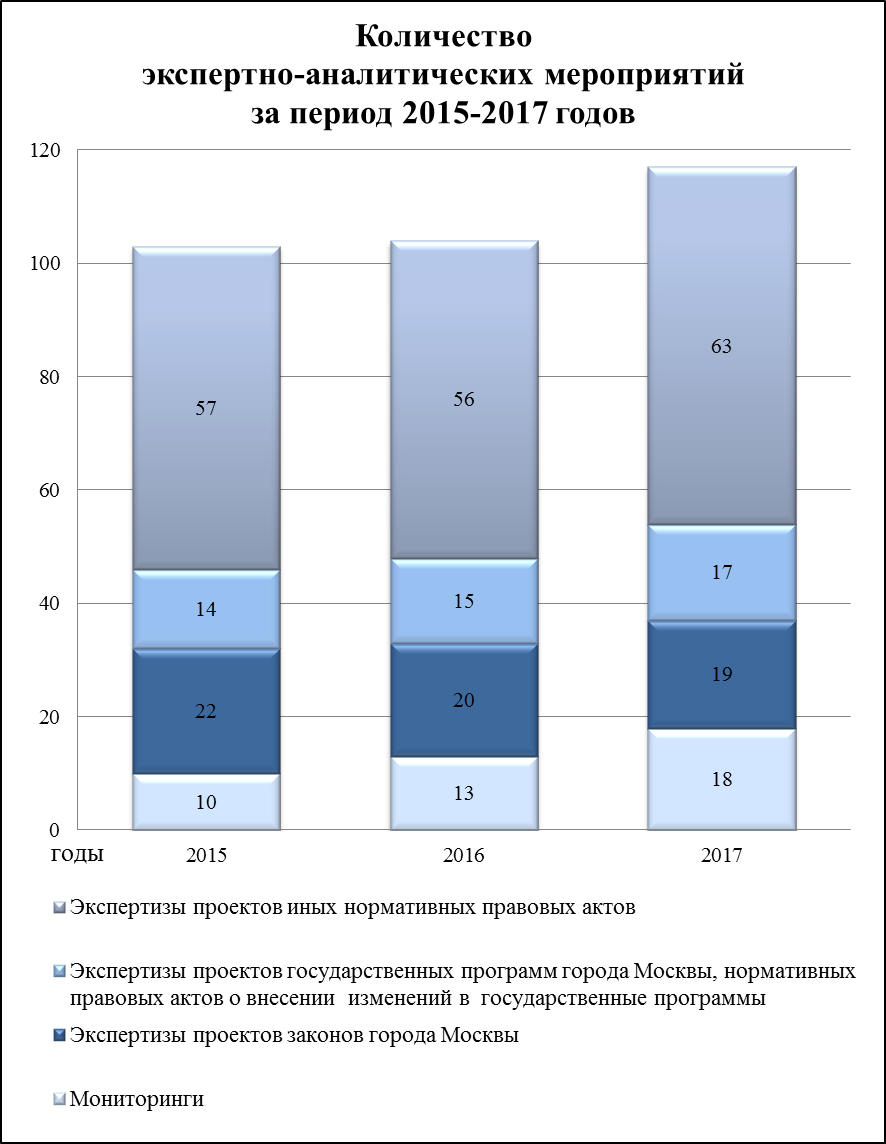 Количество
экспертно-аналитических мероприятий
за период 2015-2017 годов
120
100
80
60
40
20
0
57
56
63
14
15
17
22
20
19
10
13
18
годы 2015 2016 2017
Экспертизы проектов иных нормативных правовых актов
Экспертизы проектов государственных программ города Москвы, нормативных
правовых актов о внесении изменений в государственные программы
Экспертизы проектов законов города Москвы
Мониторинги